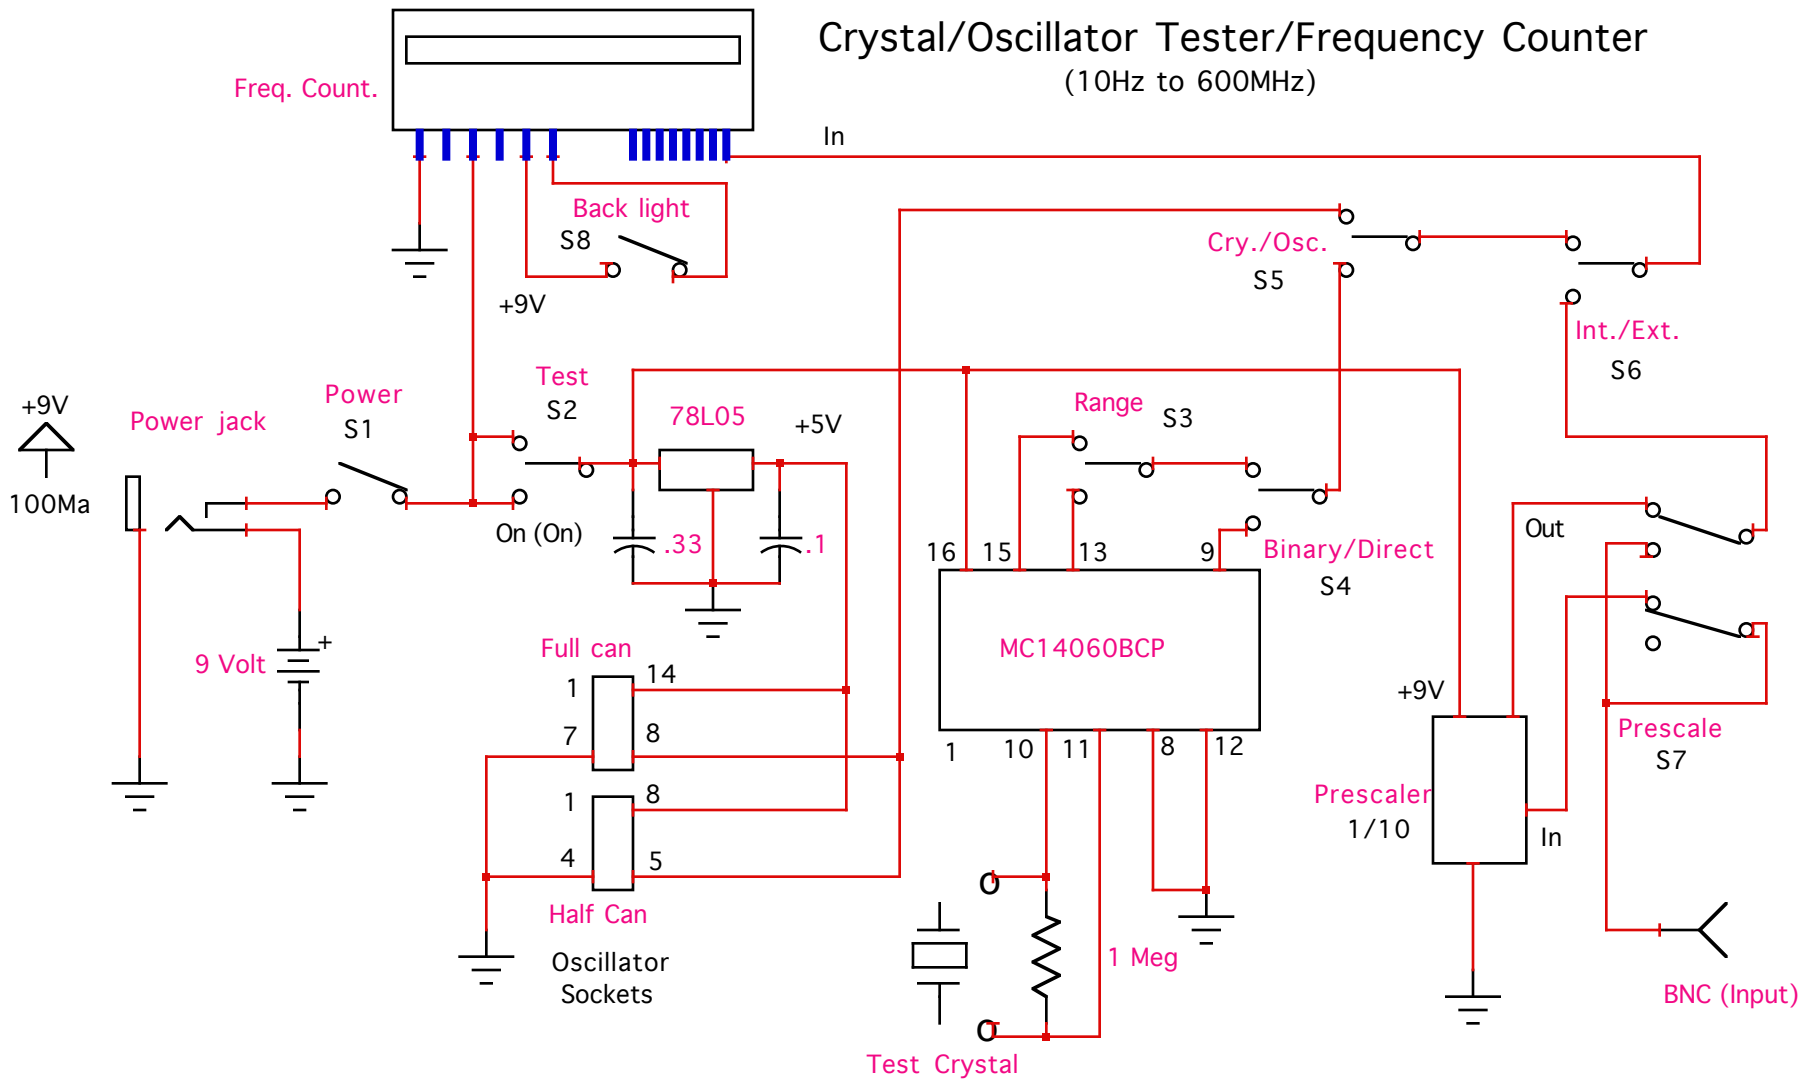 Crystal/Oscillator Tester/Frequency Counter
(10Hz to 600MHz)
Freq. Count.
In
Back light
S8
+9V
Cry./Osc.
S5
Int./Ext.
S6
+9V
100Ma
Power jack
Power
S1
Test
S2
On (On)
78L05
+5V
.33
.1
Range
S3
Binary/Direct
S4
16
15
13
9
MC14060BCP
1
10
11
8
12
9 Volt
+
Full can
1
14
7
8
1
8
4
5
Half Can
Oscillator
Sockets
1 Meg
Test Crystal
Out
+9V
Prescaler
1/10
In
Prescale
S7
BNC (Input)